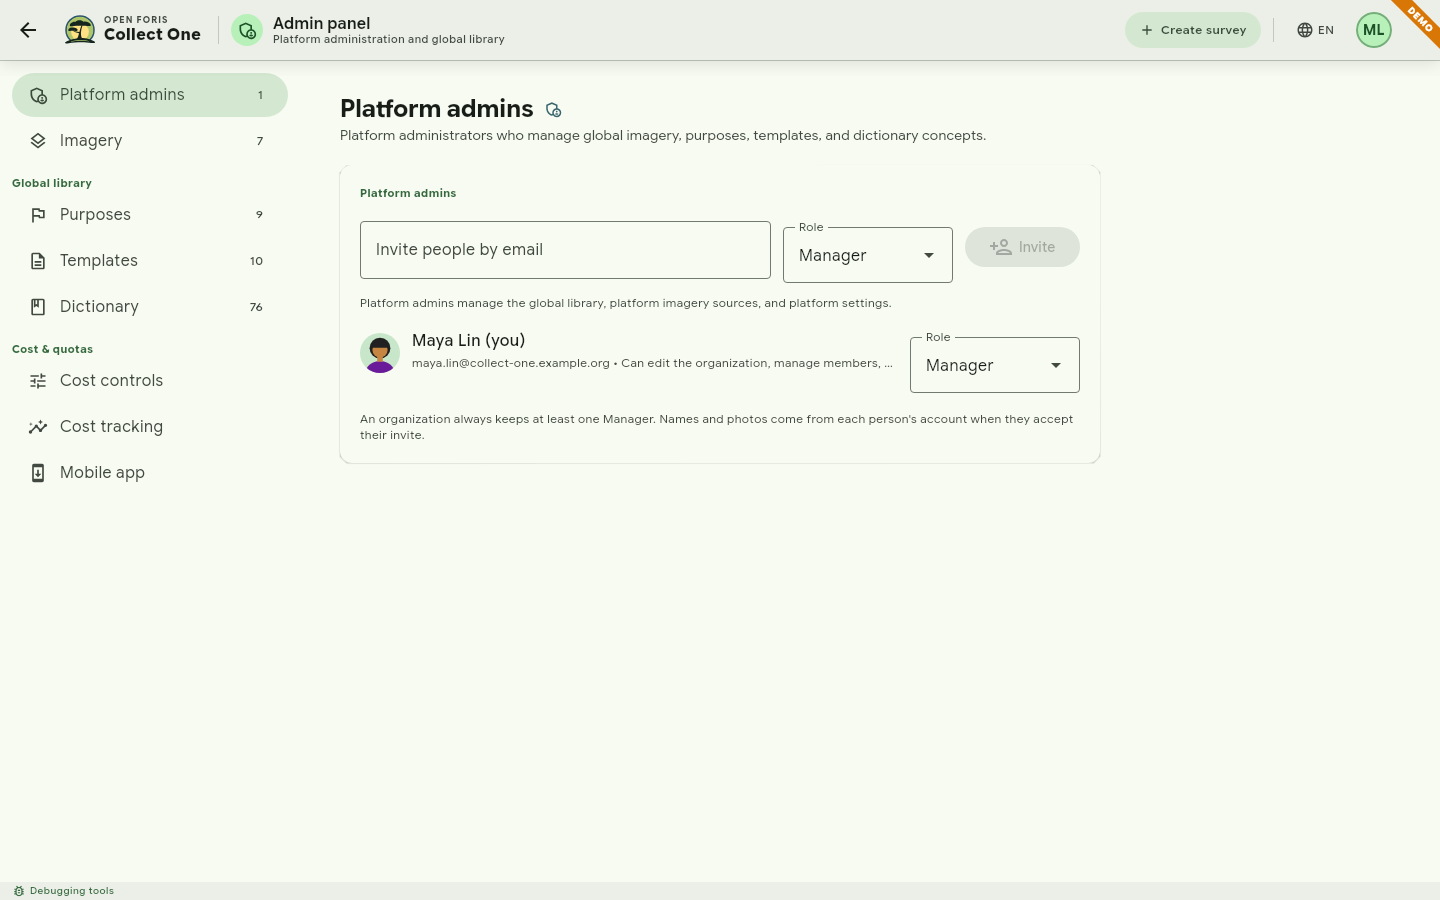 OPEN FORIS
Collect One
Admin panel
Platform administration and global library
Create survey
EN
ML
DEMO
Platform admins 1
Imagery 7
Global library
Purposes 9
Templates 10
Dictionary 76
Cost & quotas
Cost controls
Cost tracking
Mobile app
Platform admins
Platform administrators who manage global imagery, purposes, templates, and dictionary concepts.
Platform admins
Invite people by email
Role
Manager
Invite
Platform admins manage the global library, platform imagery sources, and platform settings.
Maya Lin (you)
maya.lin@collect-one.example.org • Can edit the organization, manage members, ...
Role
Manager
An organization always keeps at least one Manager. Names and photos come from each person's account when they accept
their invite.
Debugging tools